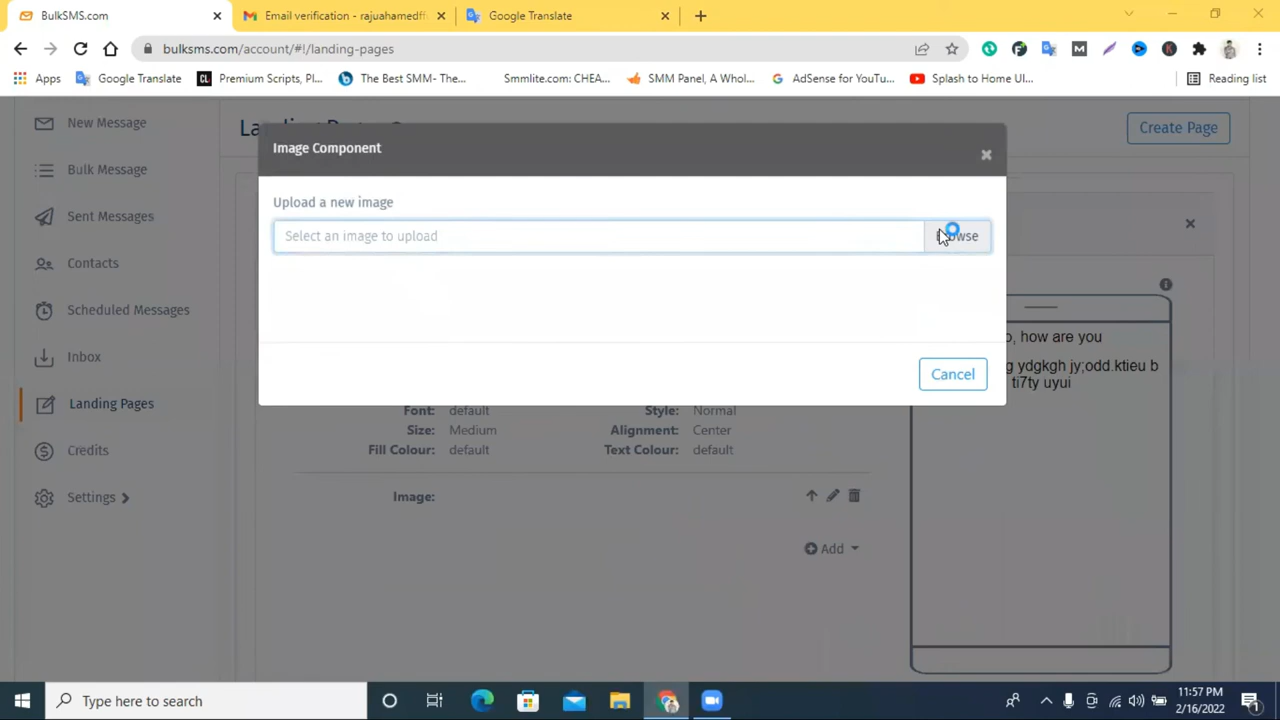 BulkSMS.com
Email verification - rajuahamedff
Google Translate
bulksms.com/account/#!/landing-pages
Apps
Google Translate
Premium Scripts, Pl...
The Best SMM- The...
Smmlite.com: CHEA...
SMM Panel, A Whol...
AdSense for YouTu...
Splash to Home UI...
Reading list
New Message
Bulk Message
Sent Messages
Contacts
Scheduled Messages
Inbox
Landing Pages
Credits
Settings
Create Page
Image Component
Upload a new image
Select an image to upload
Cancel
o, how are you
g ydgkgh jy;odd.ktieu b
ti7ty uyui
Font: default
Style: Normal
Size: Medium
Alignment: Center
Fill Colour: default
Text Colour: default
Image:
Add
Type here to search
11:57 PM
2/16/2022